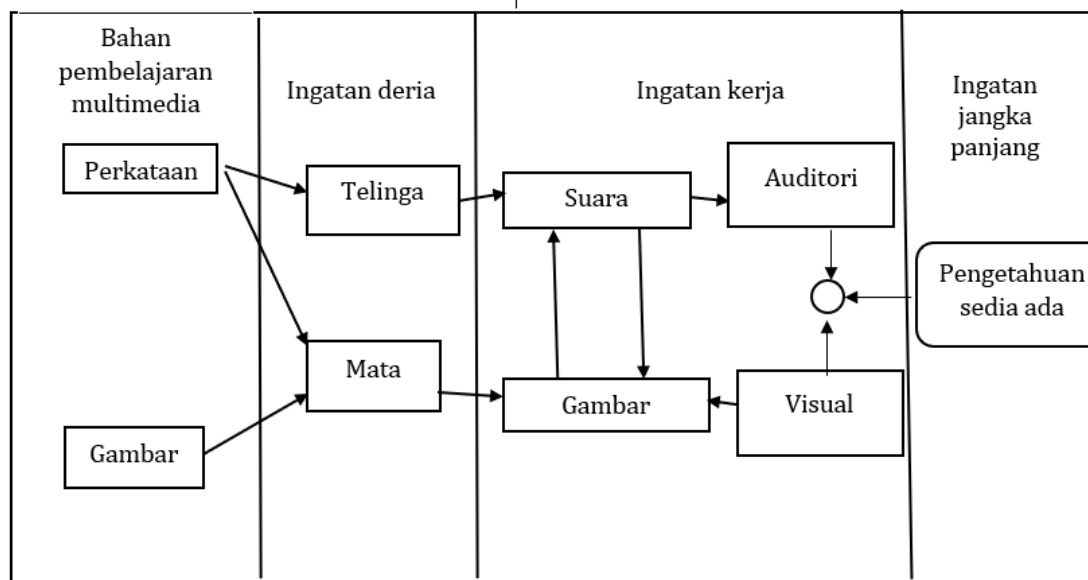 Bahan
pembelajaran
multimedia
Ingatan deria
Ingatan kerja
Ingatan
jangka
panjang
Perkataan
Telinga
Suara
Auditori
Pengetahuan
sedia ada
Mata
Gambar
Visual
Gambar